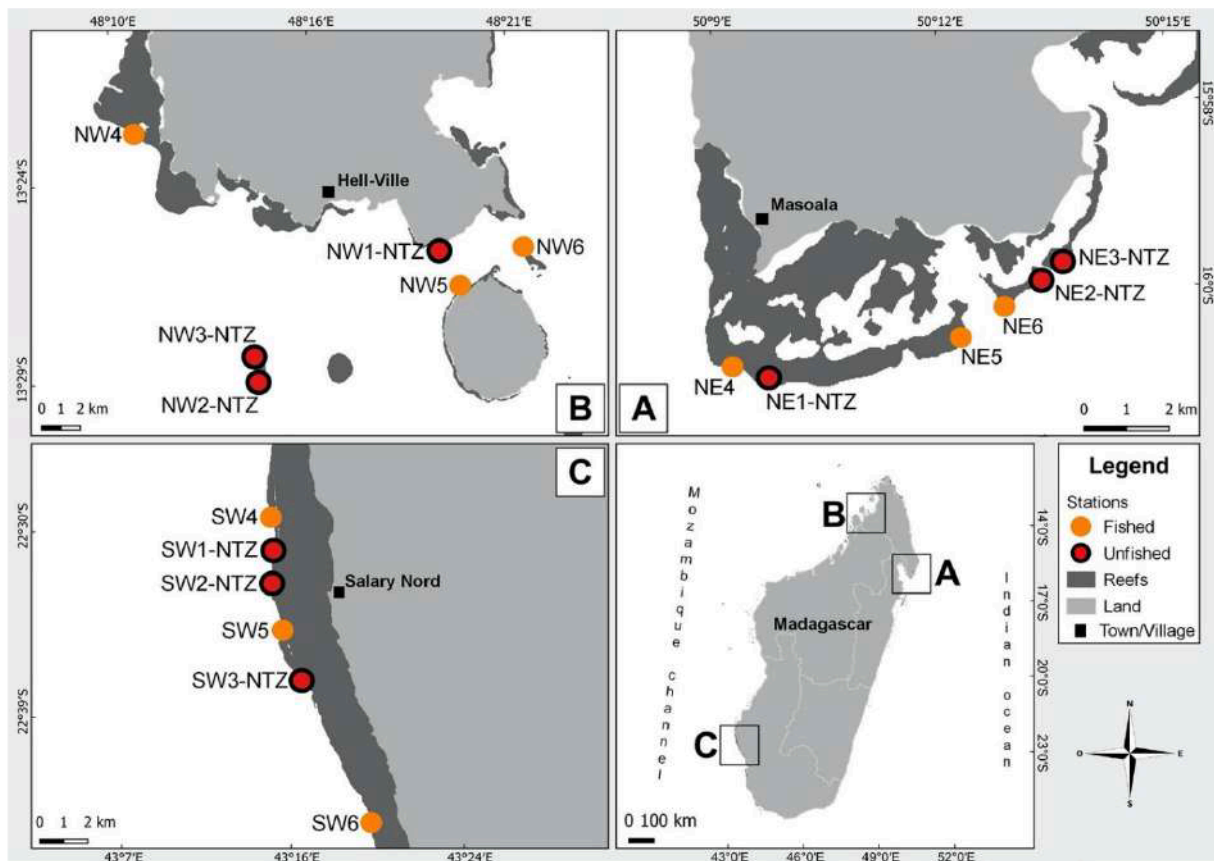 48°10'E
48°16'E
48°21'E
50°9'E
50°12'E
50°15'E
NW4
13°24'S
Hell-Ville
NW1-NTZ
NW6
NW5
NW3-NTZ
NW2-NTZ
13°29'S
0 1 2 km
B
15°58'S
Masoala
NE3-NTZ
NE2-NTZ
16°0'S
NE6
NE5
NE4
NE1-NTZ
0 1 2 km
A
C
SW4
22°30'S
SW1-NTZ
SW2-NTZ
Salary Nord
SW5
SW3-NTZ
22°39'S
SW6
0 1 2 km
43°7'E
43°16'E
43°24'E
B
A
C
Mozambique channel
Madagascar
Indian ocean
14°0'S
17°0'S
20°0'S
23°0'S
0 100 km
43°0'E
46°0'E
49°0'E
52°0'E
Legend
Stations
Fished
Unfished
Reefs
Land
Town/Village
N
O
E
S